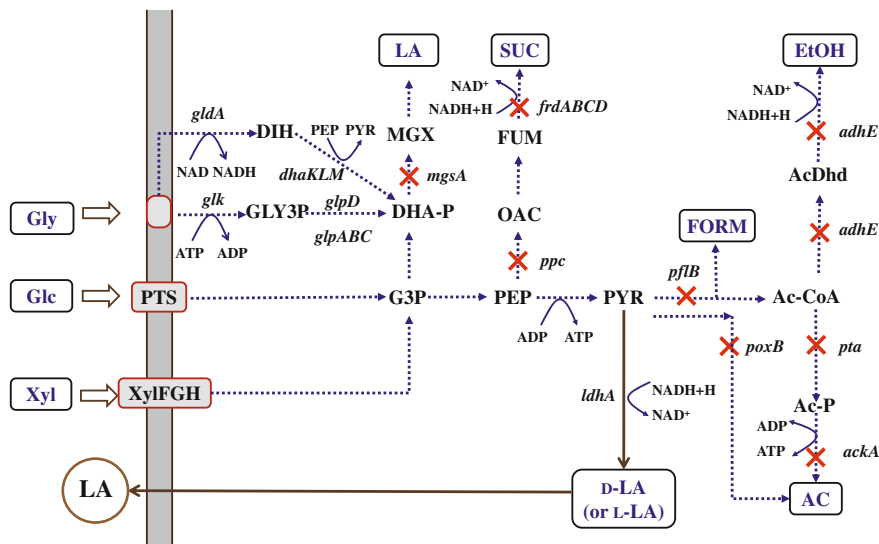 LA
SUC
EtOH
NAD⁺
NADH+H
frdABCD
NAD⁺
NADH+H
adhE
gldA
DIH
PEP PYR
MGX
FUM
NAD NADH
dhaKLM
mgsA
AcDhd
Gly
glk
GLY3P
glpD
DHA-P
OAC
FORM
adhE
ATP
ADP
glpABC
ppc
pflB
Glc
PTS
G3P
PEP
PYR
Ac-CoA
ADP
ATP
poxB
pta
Xyl
XylFGH
ldhA
NADH+H
NAD⁺
Ac-P
ADP
ATP
ackA
LA
D-LA
(or L-LA)
AC